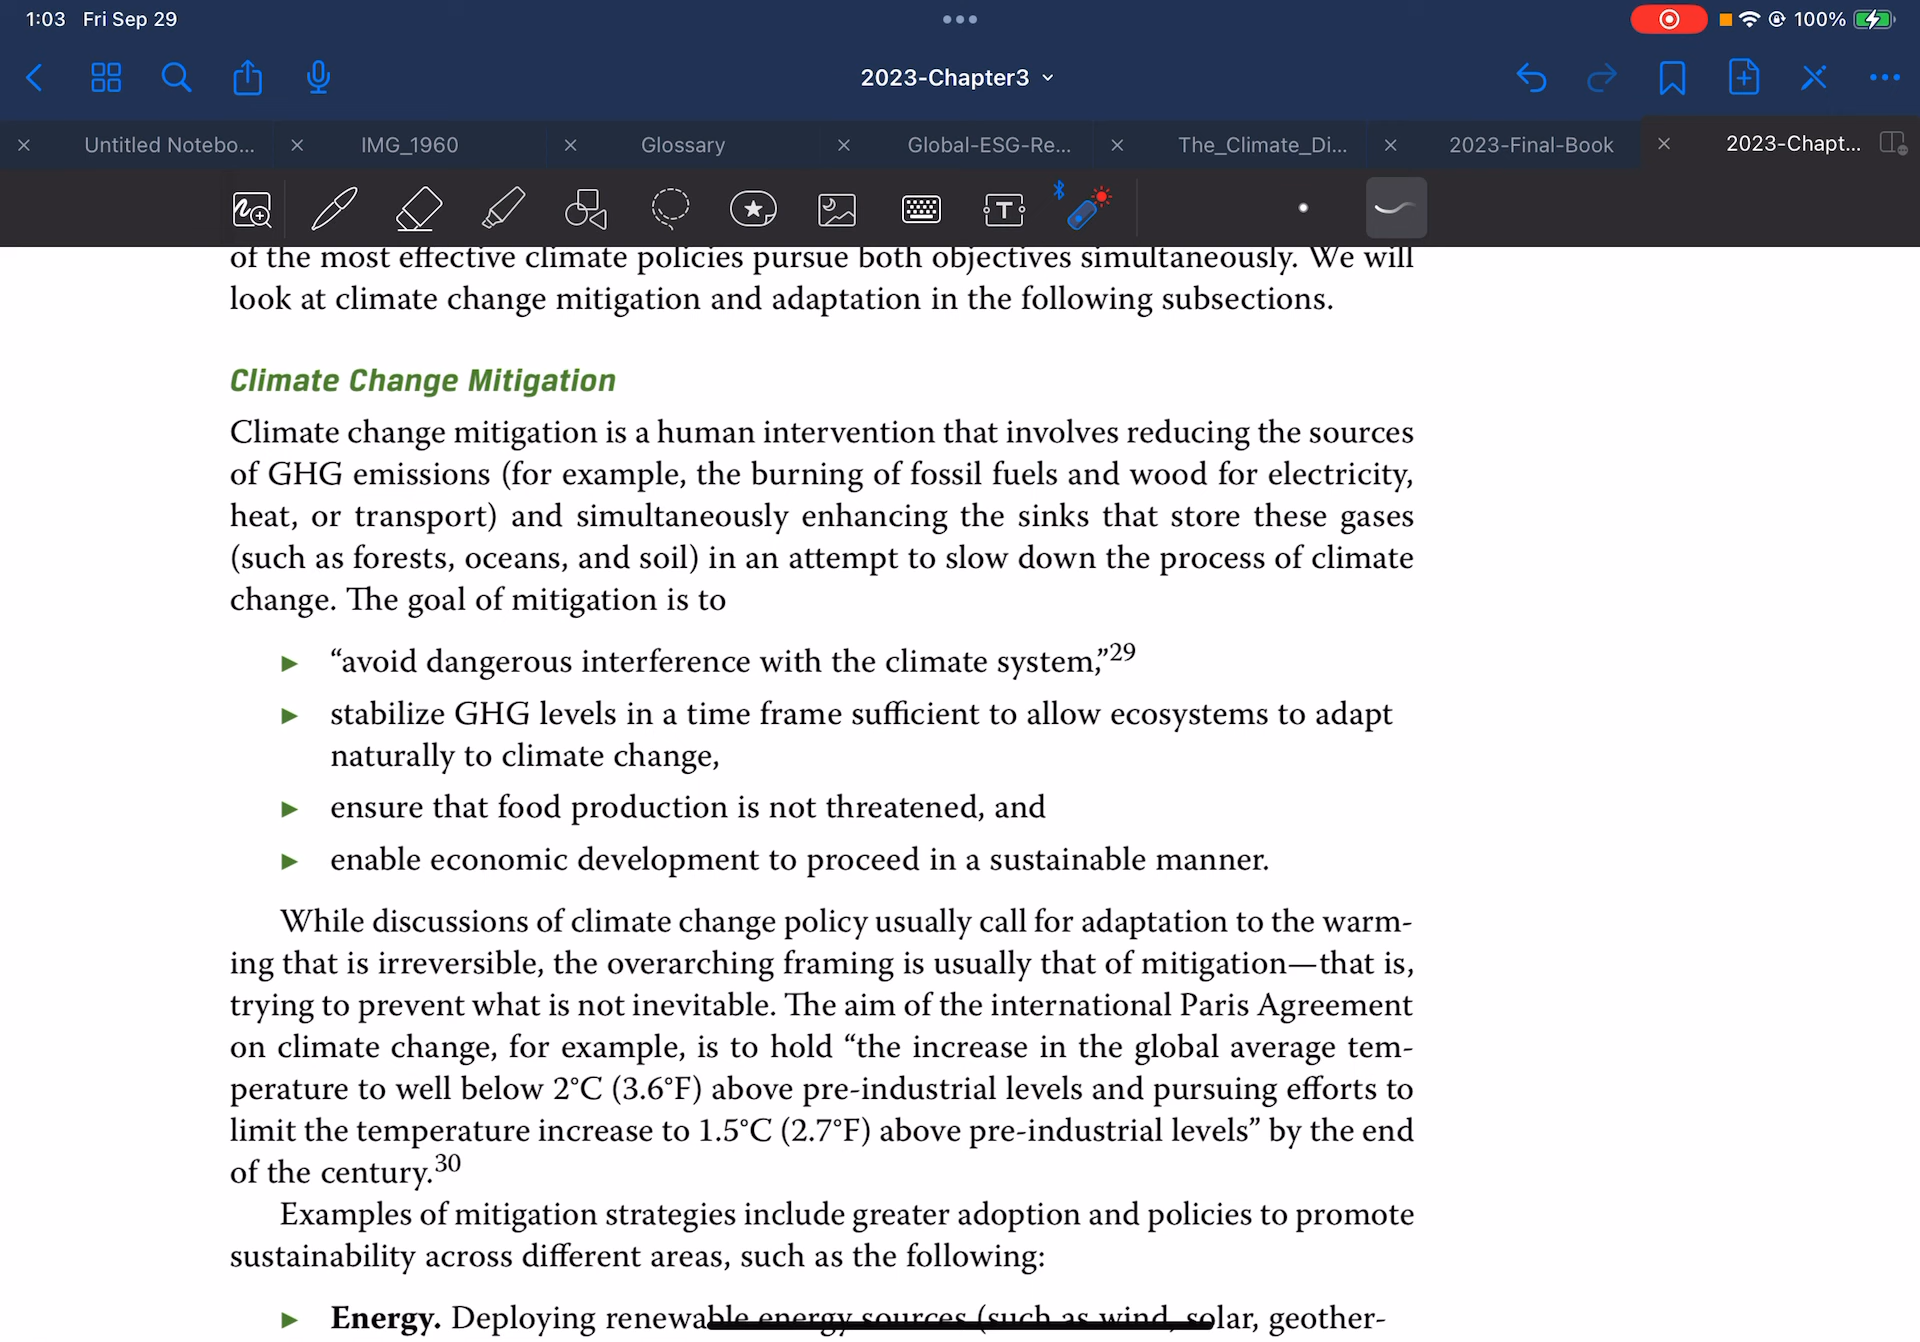 1:03 Fri Sep 29
100%
2023-Chapter3
Untitled Notebo...
IMG_1960
Glossary
Global-ESG-Re...
The_Climate_Di...
2023-Final-Book
2023-Chapt...
of the most effective climate policies pursue both objectives simultaneously. We will
look at climate change mitigation and adaptation in the following subsections.
Climate Change Mitigation
Climate change mitigation is a human intervention that involves reducing the sources
of GHG emissions (for example, the burning of fossil fuels and wood for electricity,
heat, or transport) and simultaneously enhancing the sinks that store these gases
(such as forests, oceans, and soil) in an attempt to slow down the process of climate
change. The goal of mitigation is to
► “avoid dangerous interference with the climate system,”29
► stabilize GHG levels in a time frame sufficient to allow ecosystems to adapt
naturally to climate change,
► ensure that food production is not threatened, and
► enable economic development to proceed in a sustainable manner.
While discussions of climate change policy usually call for adaptation to the warm-
ing that is irreversible, the overarching framing is usually that of mitigation—that is,
trying to prevent what is not inevitable. The aim of the international Paris Agreement
on climate change, for example, is to hold “the increase in the global average tem-
perature to well below 2°C (3.6°F) above pre-industrial levels and pursuing efforts to
limit the temperature increase to 1.5°C (2.7°F) above pre-industrial levels” by the end
of the century.30
Examples of mitigation strategies include greater adoption and policies to promote
sustainability across different areas, such as the following:
► Energy. Deploying renewable energy sources (such as wind, solar, geother-